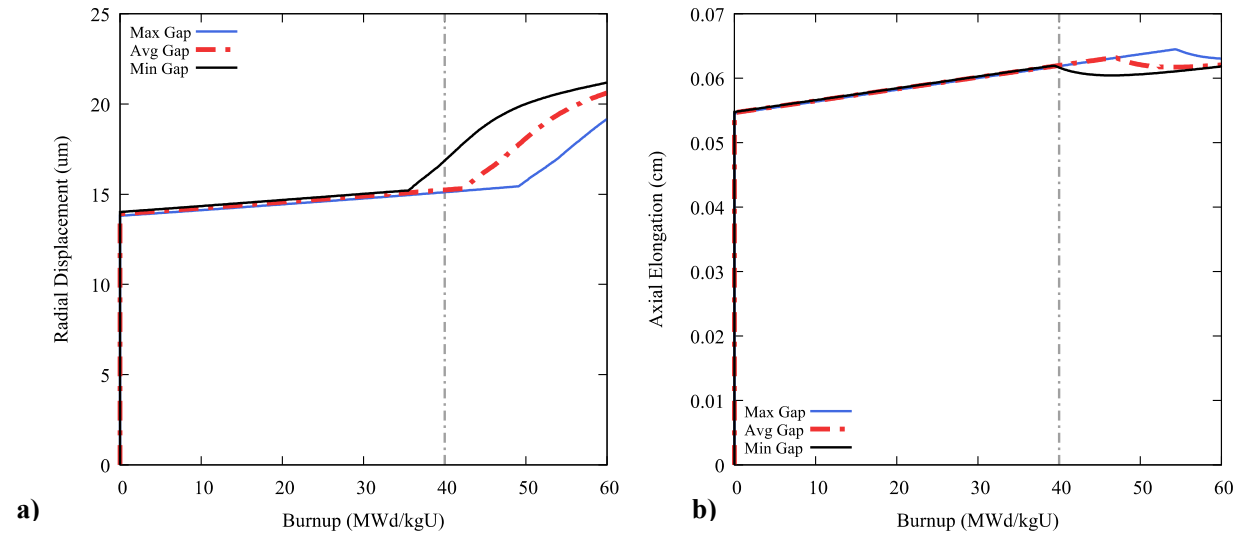 25
20
15
10
5
0
Radial Displacement (um)
Max Gap
Avg Gap
Min Gap
0 10 20 30 40 50 60
Burnup (MWd/kgU)
a)
0.07
0.06
0.05
0.04
0.03
0.02
0.01
0
Axial Elongation (cm)
Max Gap
Avg Gap
Min Gap
0 10 20 30 40 50 60
Burnup (MWd/kgU)
b)